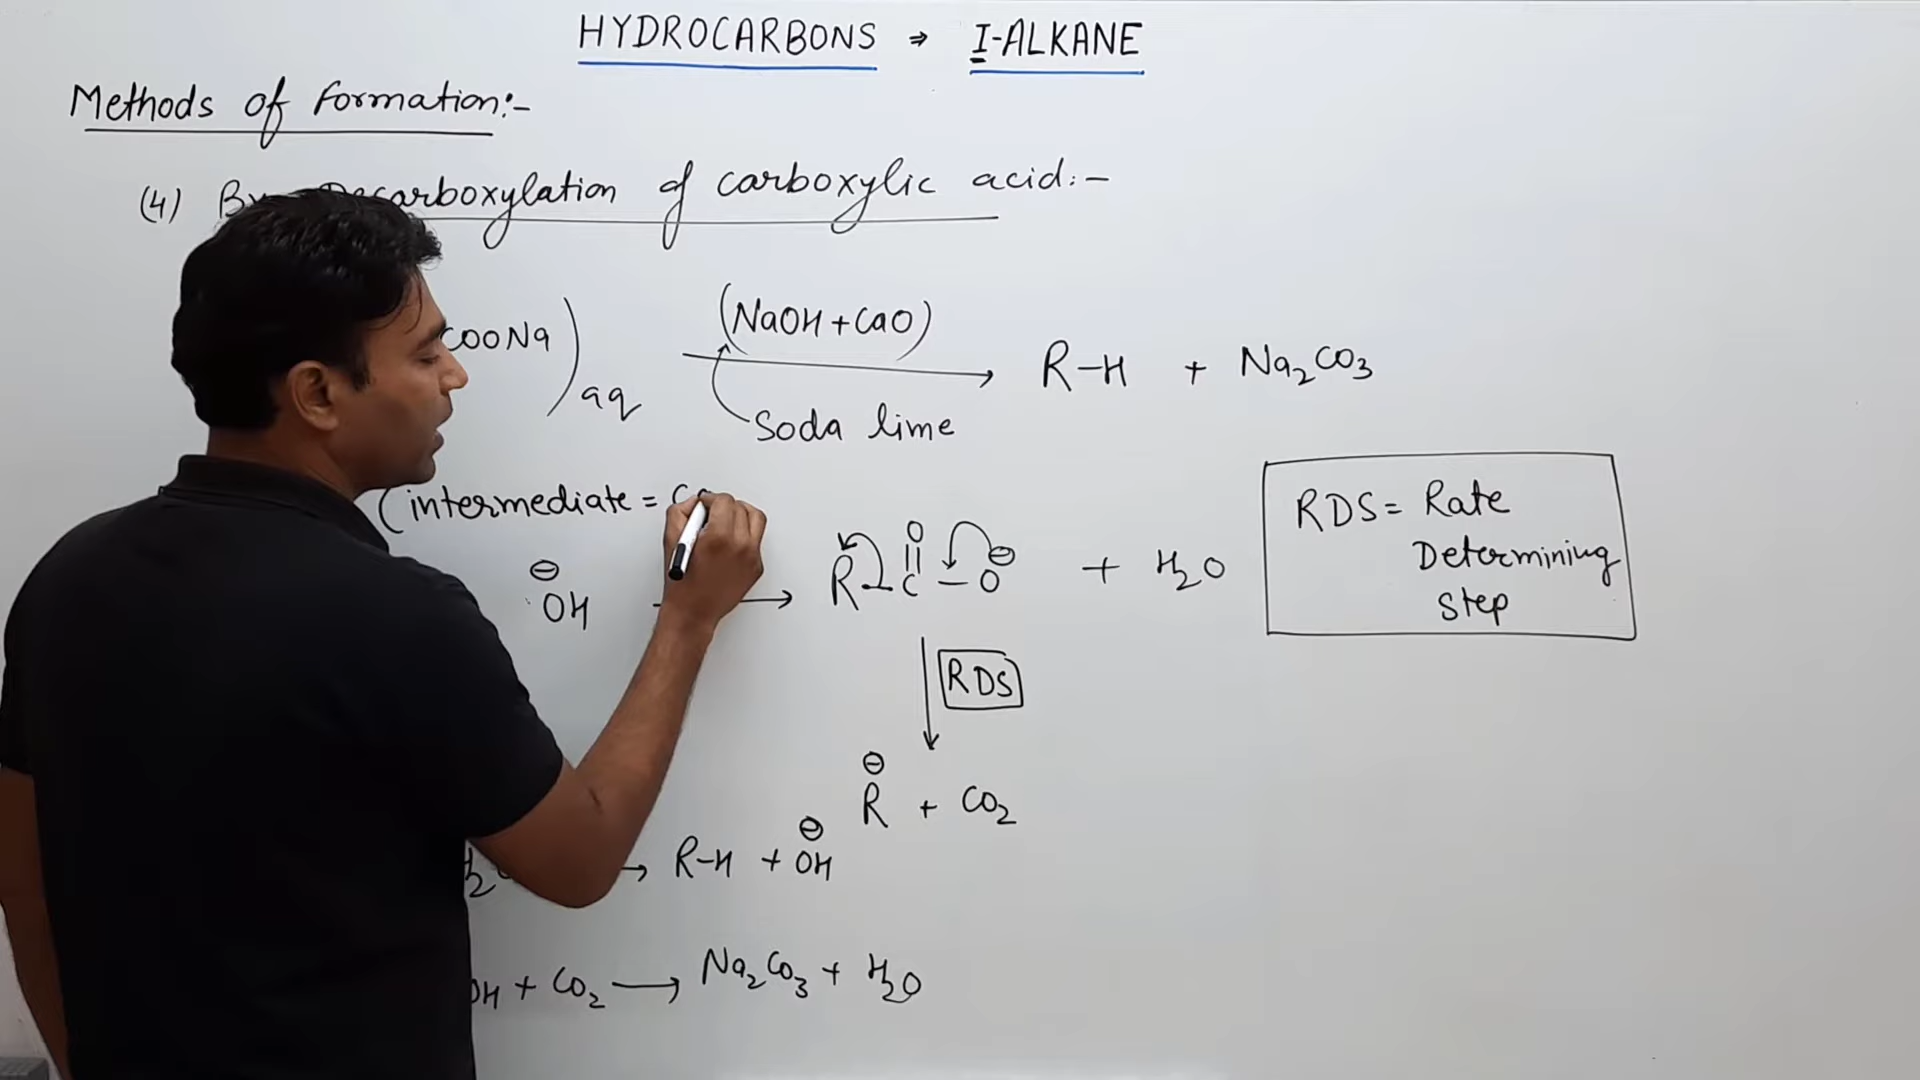 HYDROCARBONS → I-ALKANE
Methods of formation:-
(4) By Decarboxylation of carboxylic acid:-
COONa)aq (NaOH+CaO) → R-H + Na2CO3
Soda lime
(intermediate = Ca
⊖OH → R-C(=O)-O⊖ + H2O
RDS = Rate
Determining
Step
RDS
R⊖ + CO2
→ R-H + ⊖OH
OH + CO2 → Na2CO3 + H2O